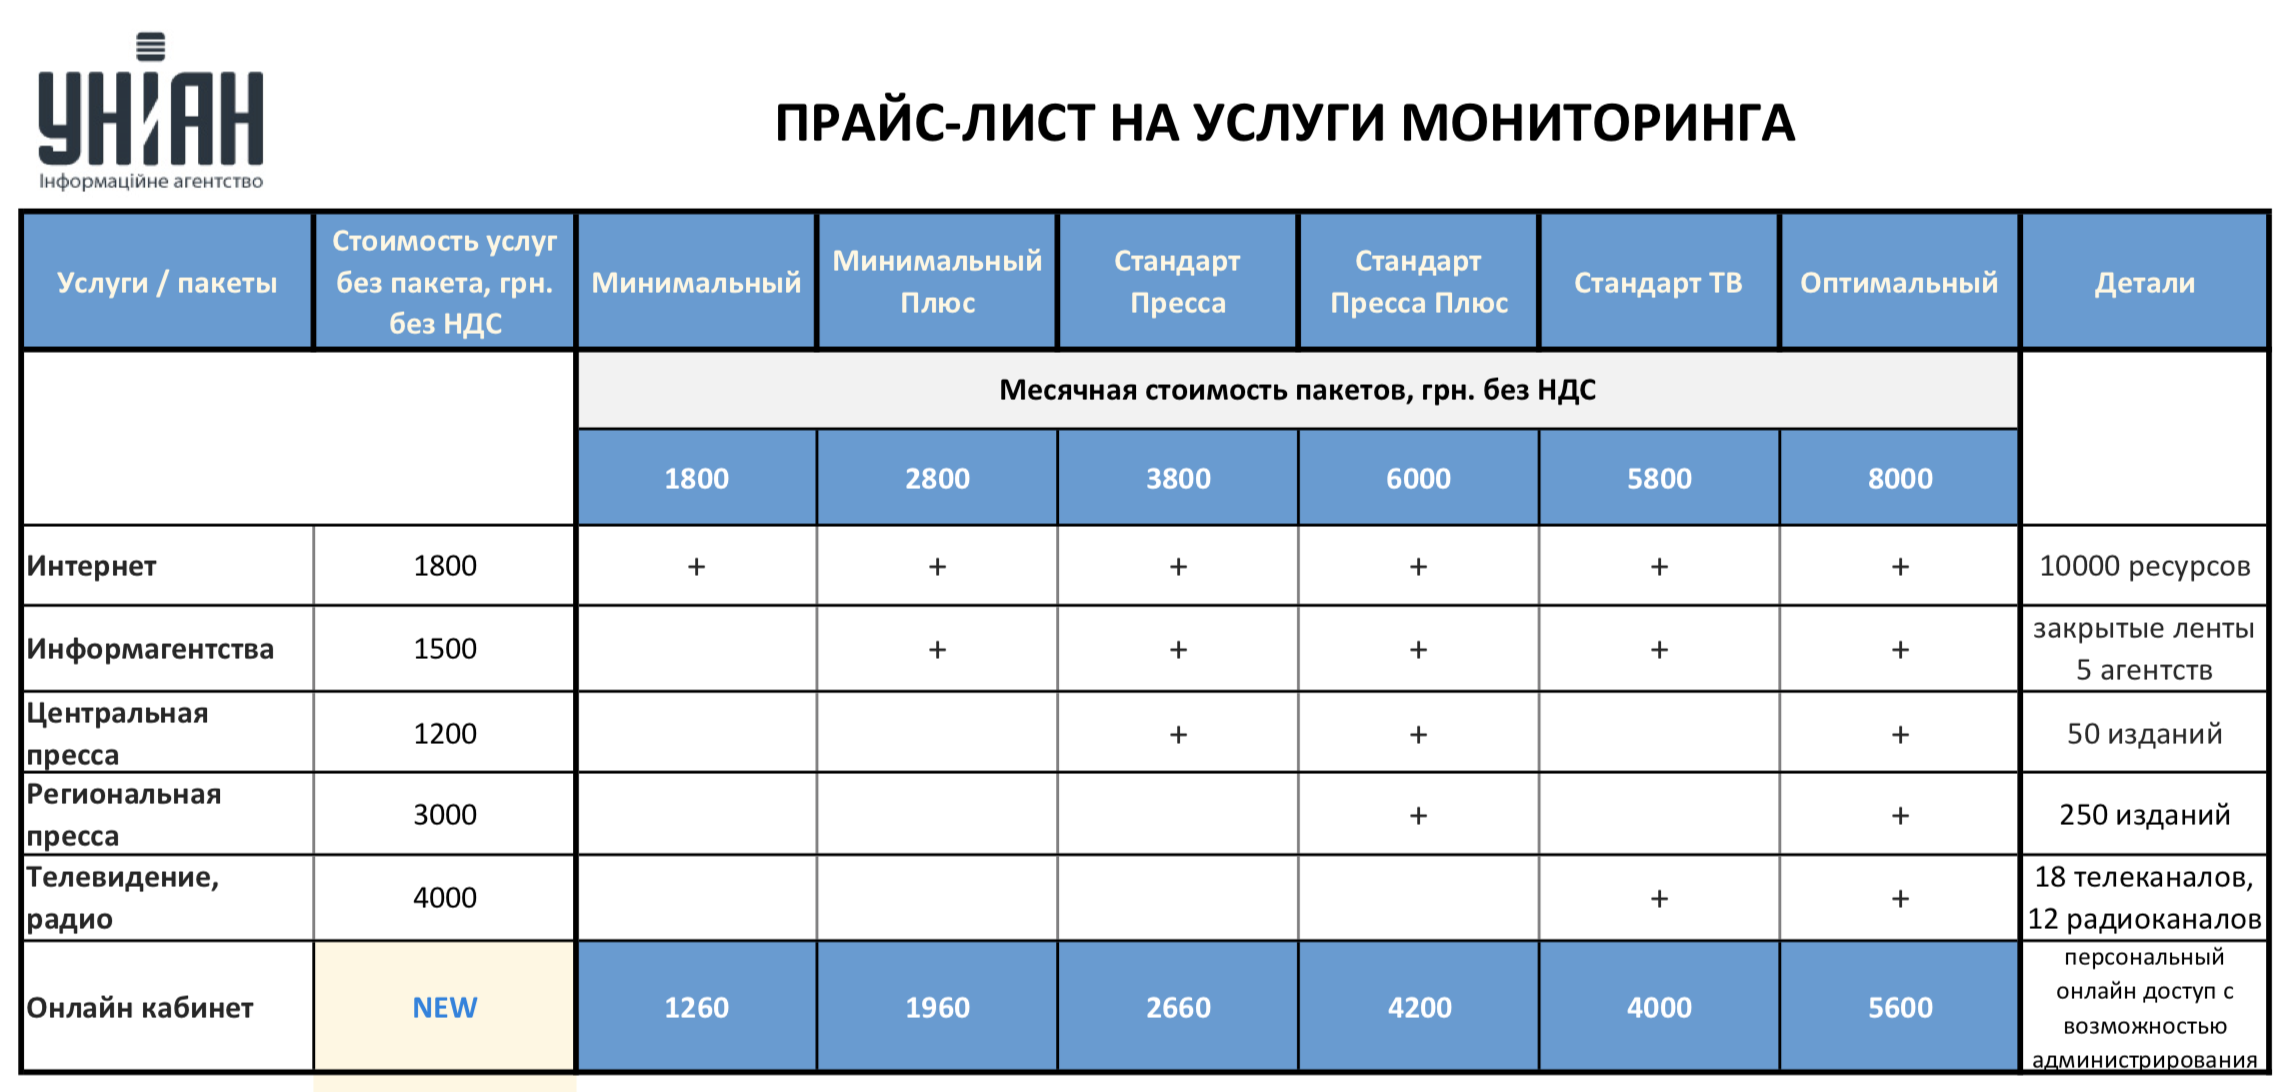 УНІАН
Інформаційне агентство
ПРАЙС-ЛИСТ НА УСЛУГИ МОНИТОРИНГА
Услуги / пакеты
Стоимость услуг
без пакета, грн.
без НДС
Минимальный
Минимальный
Плюс
Стандарт
Пресса
Стандарт
Пресса Плюс
Стандарт ТВ
Оптимальный
Детали
Месячная стоимость пакетов, грн. без НДС
1800
2800
3800
6000
5800
8000
Интернет
1800
+
+
+
+
+
+
10000 ресурсов
Информагентства
1500
+
+
+
+
+
закрытые ленты
5 агентств
Центральная
пресса
1200
+
+
+
50 изданий
Региональная
пресса
3000
+
+
250 изданий
Телевидение,
радио
4000
+
+
18 телеканалов,
12 радиоканалов
Онлайн кабинет
NEW
1260
1960
2660
4200
4000
5600
персональный
онлайн доступ с
возможностью
администрирования